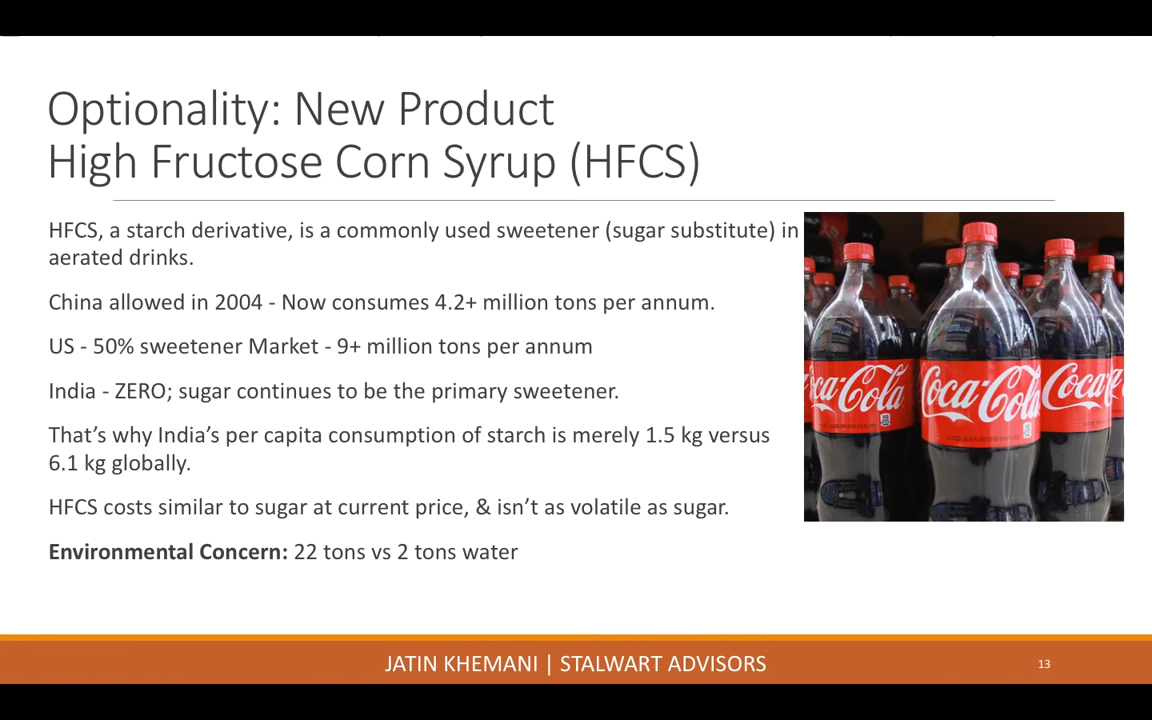 Optionality: New Product
High Fructose Corn Syrup (HFCS)
HFCS, a starch derivative, is a commonly used sweetener (sugar substitute) in
aerated drinks.
China allowed in 2004 - Now consumes 4.2+ million tons per annum.
US - 50% sweetener Market - 9+ million tons per annum
India - ZERO; sugar continues to be the primary sweetener.
That’s why India’s per capita consumption of starch is merely 1.5 kg versus
6.1 kg globally.
HFCS costs similar to sugar at current price, & isn’t as volatile as sugar.
Environmental Concern: 22 tons vs 2 tons water
Coca-Cola
Coca-Cola
Coca-Cola
JATIN KHEMANI | STALWART ADVISORS
13